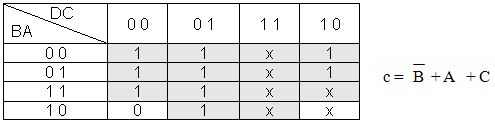 DC
BA
0 0 0 1 1 1 1 0
0 0 1 1 x 1
0 1 1 1 x 1
1 1 1 1 x x
1 0 0 1 x x
c = B̅ + A + C